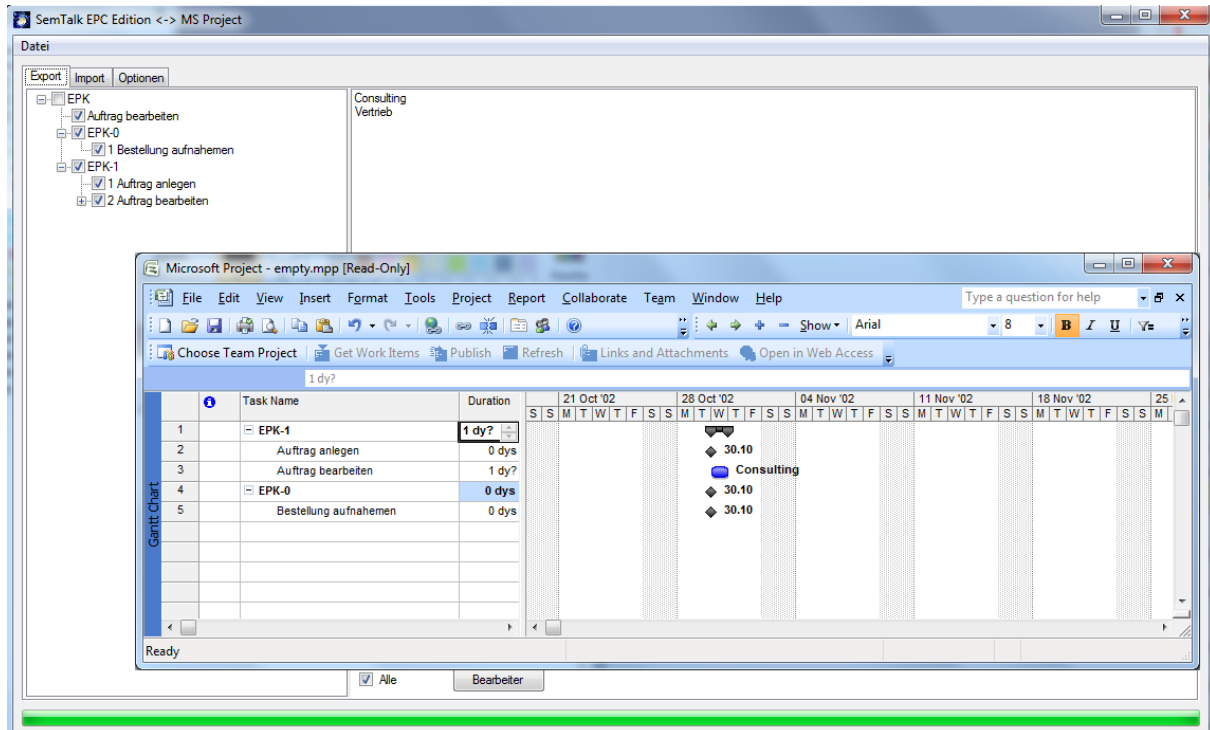 SemTalk EPC Edition <-> MS Project
Datei
Export Import Optionen
EPK
Auftrag bearbeiten
EPK-0
1 Bestellung aufnahemen
EPK-1
1 Auftrag anlegen
2 Auftrag bearbeiten
Consulting
Vertrieb
Microsoft Project - empty.mpp [Read-Only]
File Edit View Insert Format Tools Project Report Collaborate Team Window Help Type a question for help
Show Arial 8 B I U
Choose Team Project Get Work Items Publish Refresh Links and Attachments Open in Web Access
1 dy?
Task Name Duration 21 Oct '02 28 Oct '02 04 Nov '02 11 Nov '02 18 Nov '02 25
S S M T W T F S S M T W T F S S M T W T F S S M T W T F S S M T W T F S S M
1 EPK-1 1 dy?
2 Auftrag anlegen 0 dys 30.10
3 Auftrag bearbeiten 1 dy? Consulting
4 EPK-0 0 dys 30.10
5 Bestellung aufnahemen 0 dys 30.10
Gantt Chart
Ready
Alle Bearbeiter